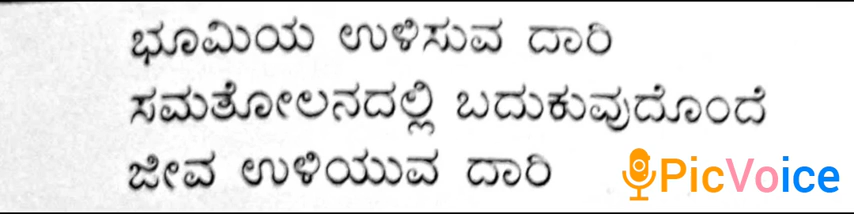 ಭೂಮಿಯ ಉಳಿಸುವ ದಾರಿ
ಸಮತೋಲನದಲ್ಲಿ ಬದುಕುವುದೊಂದೆ
ಜೀವ ಉಳಿಯುವ ದಾರಿ
PicVoice